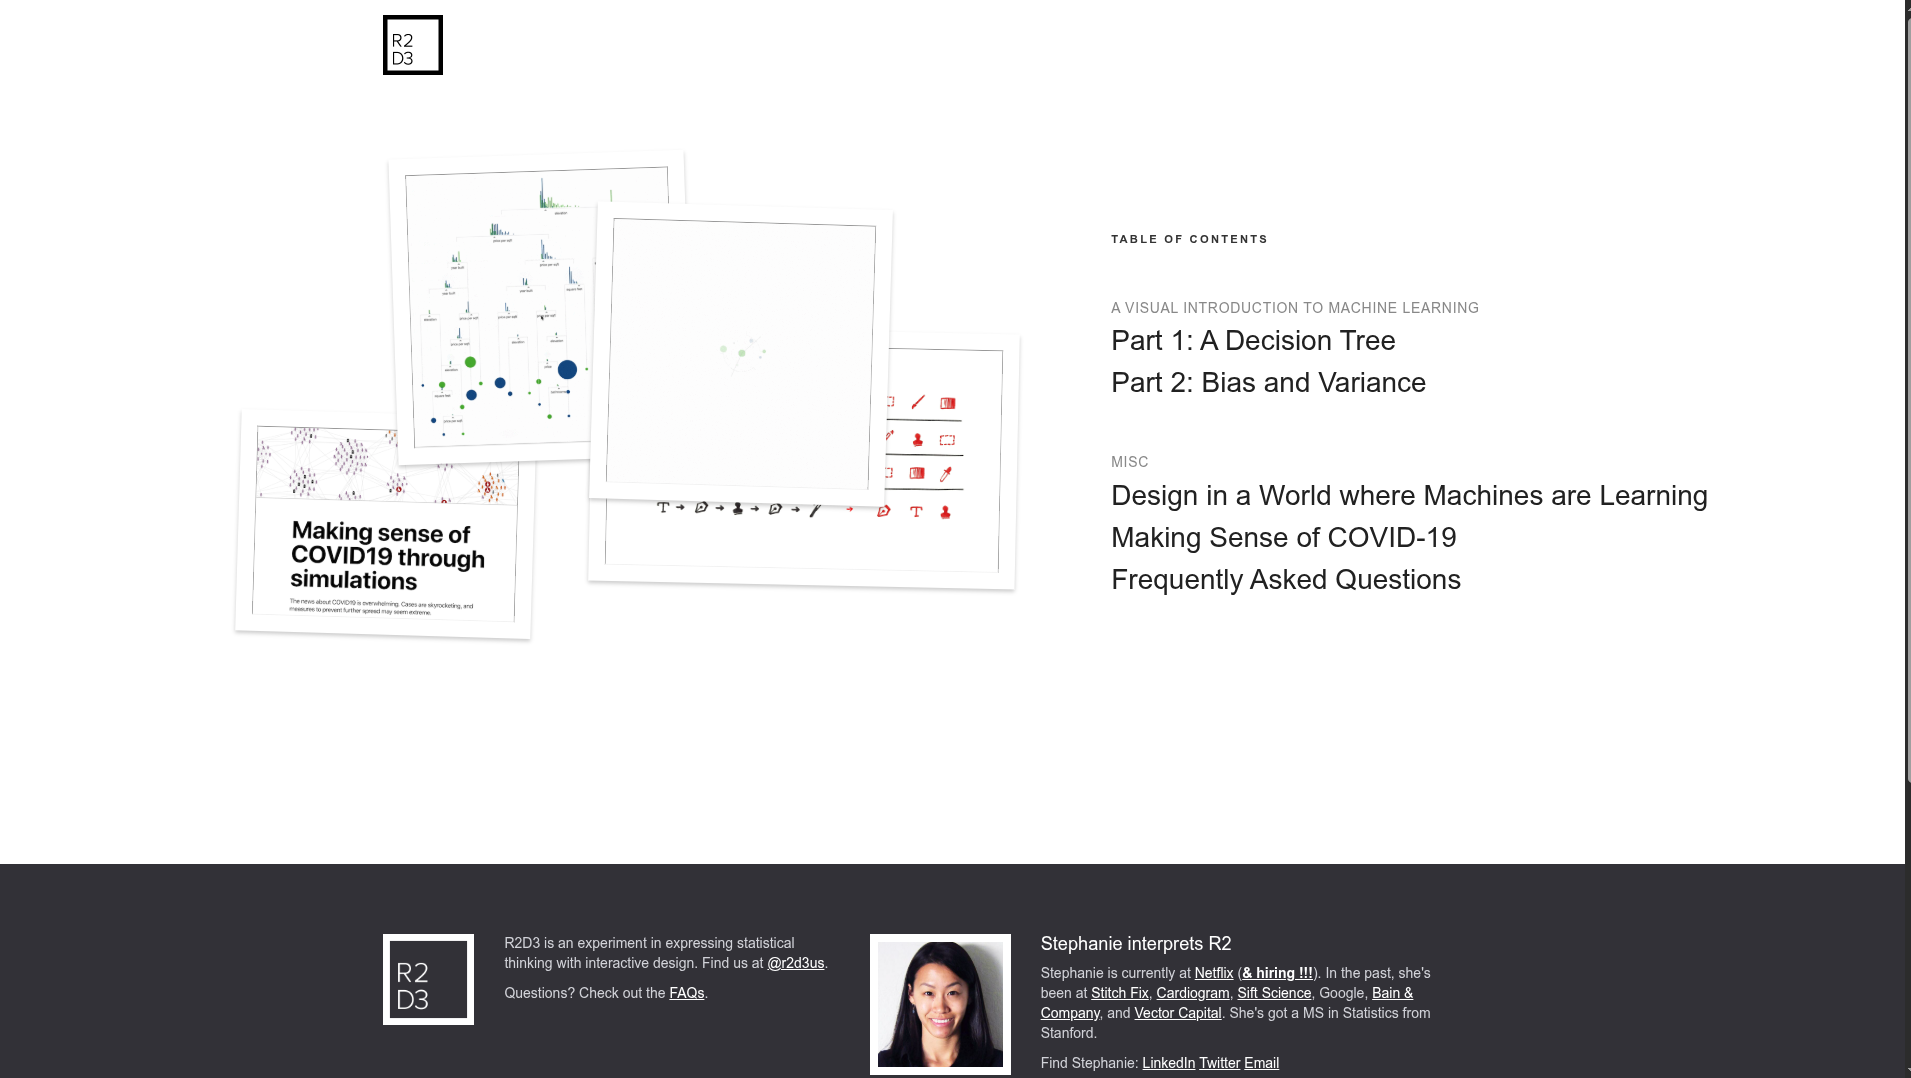 R2
D3
TABLE OF CONTENTS
A VISUAL INTRODUCTION TO MACHINE LEARNING
Part 1: A Decision Tree
Part 2: Bias and Variance
MISC
Design in a World where Machines are Learning
Making Sense of COVID-19
Frequently Asked Questions
Making sense of
COVID19 through
simulations
The news about COVID19 is overwhelming. Cases are skyrocketing, and
measures to prevent further spread may seem extreme.
R2
D3
R2D3 is an experiment in expressing statistical
thinking with interactive design. Find us at @r2d3us.
Questions? Check out the FAQs.
Stephanie interprets R2
Stephanie is currently at Netflix (& hiring !!!). In the past, she's
been at Stitch Fix, Cardiogram, Sift Science, Google, Bain &
Company, and Vector Capital. She's got a MS in Statistics from
Stanford.
Find Stephanie: LinkedIn Twitter Email